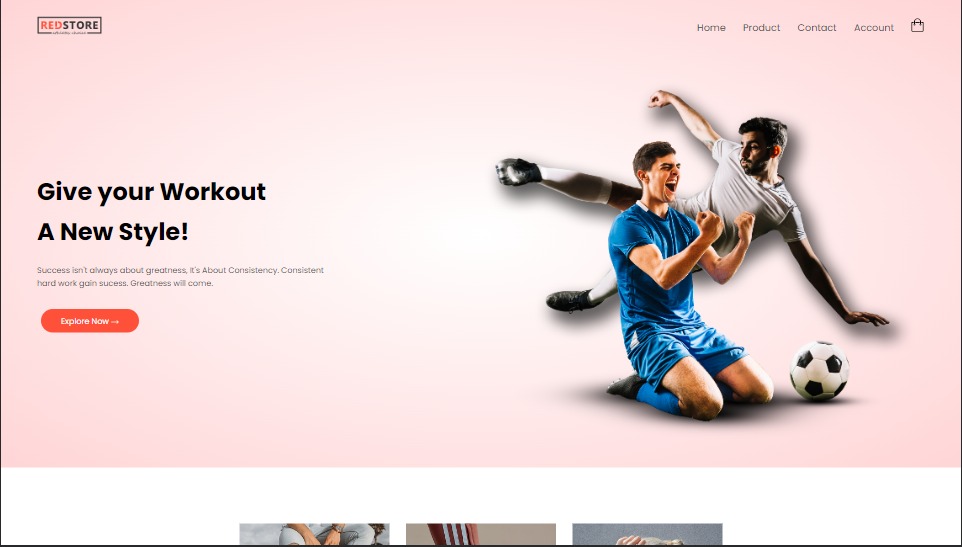 REDSTORE
Home Product Contact Account
Give your Workout
A New Style!
Success isn't always about greatness, It's About Consistency. Consistent
hard work gain sucess. Greatness will come.
Explore Now →